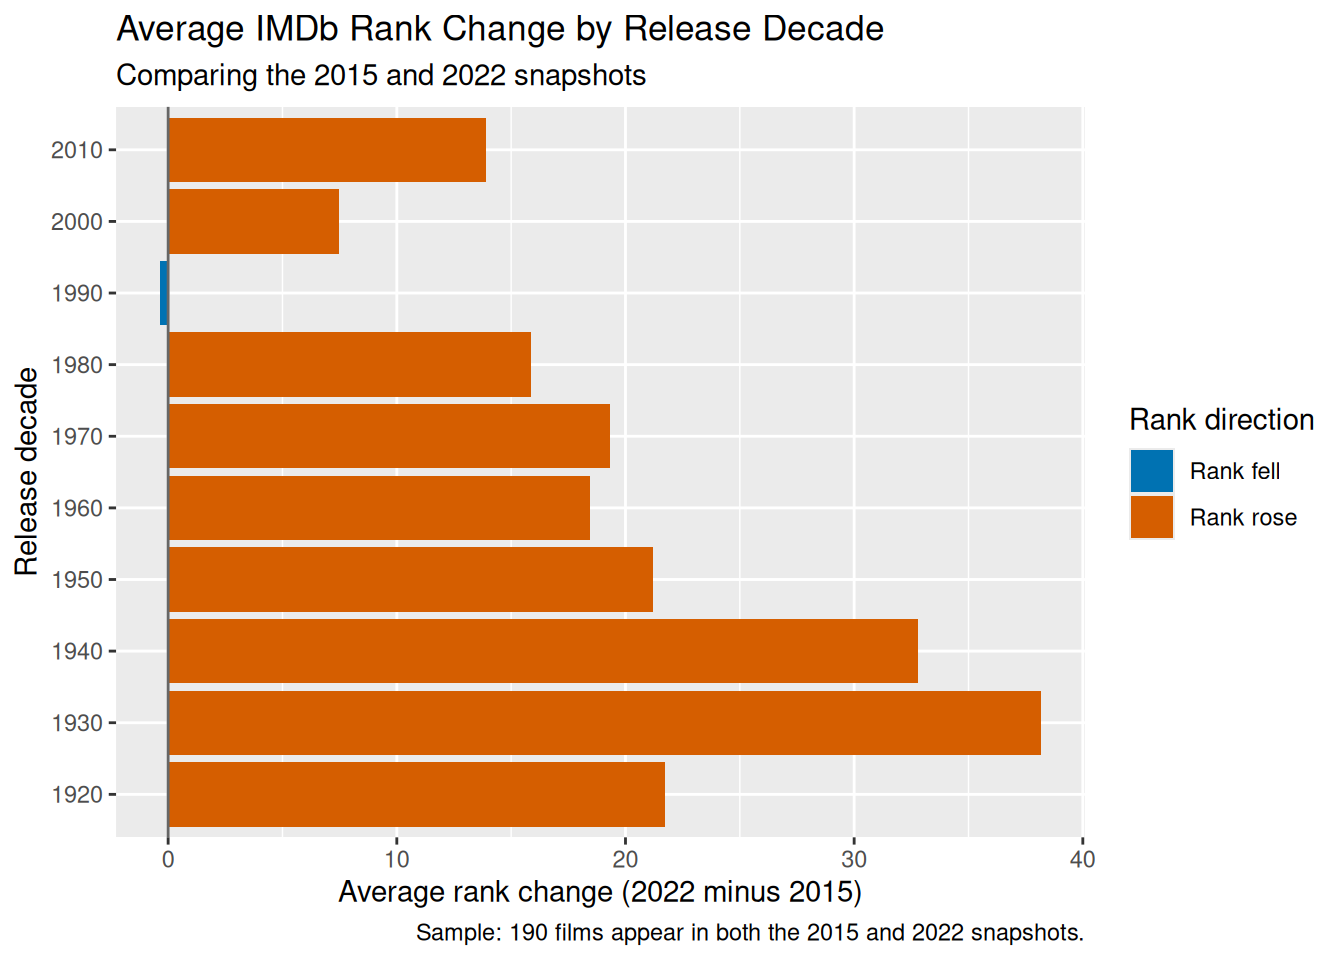 Average IMDb Rank Change by Release Decade
Comparing the 2015 and 2022 snapshots
Release decade
2010
2000
1990
1980
1970
1960
1950
1940
1930
1920
0 10 20 30 40
Average rank change (2022 minus 2015)
Sample: 190 films appear in both the 2015 and 2022 snapshots.
Rank direction
Rank fell
Rank rose